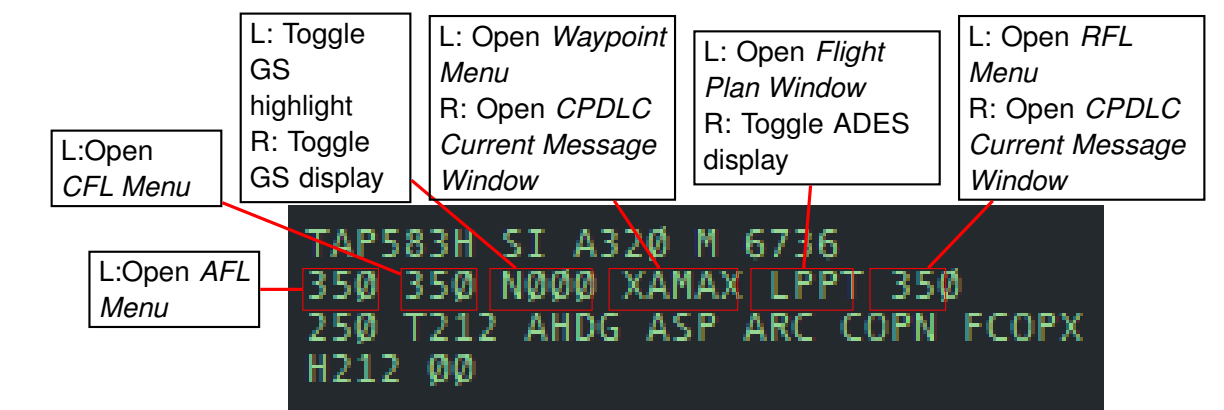 L: Toggle
GS
highlight
R: Toggle
GS display
L: Open Waypoint
Menu
R: Open CPDLC
Current Message
Window
L: Open Flight
Plan Window
R: Toggle ADES
display
L: Open RFL
Menu
R: Open CPDLC
Current Message
Window
L:Open
CFL Menu
L:Open AFL
Menu
TAP583H SI A320 M 6736
350 350 N000 XAMAX LPPT 350
250 T212 AHDG ASP ARC COPN FCOPX
H212 00